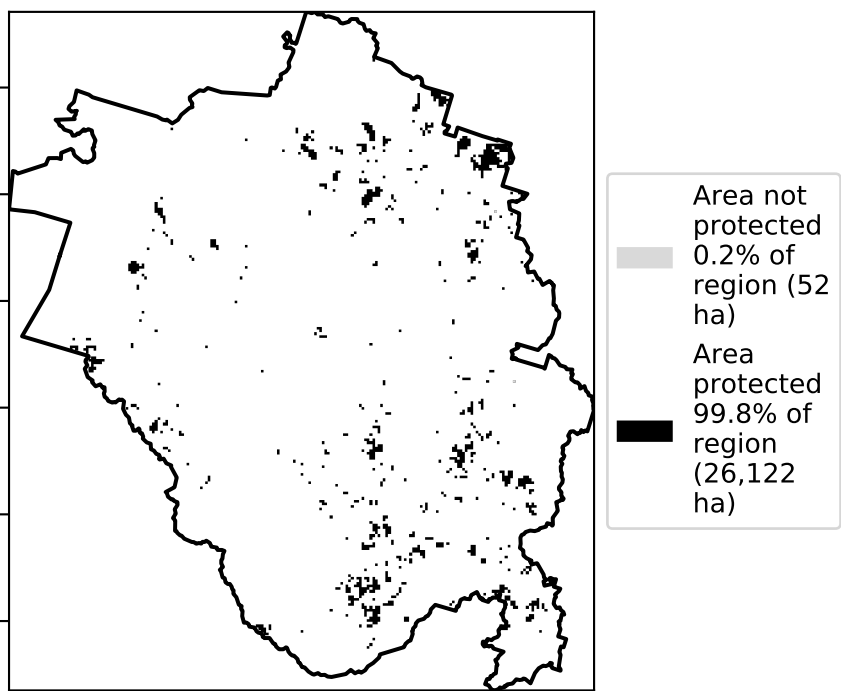 Area not
protected
0.2% of
region (52
ha)
Area
protected
99.8% of
region
(26,122
ha)